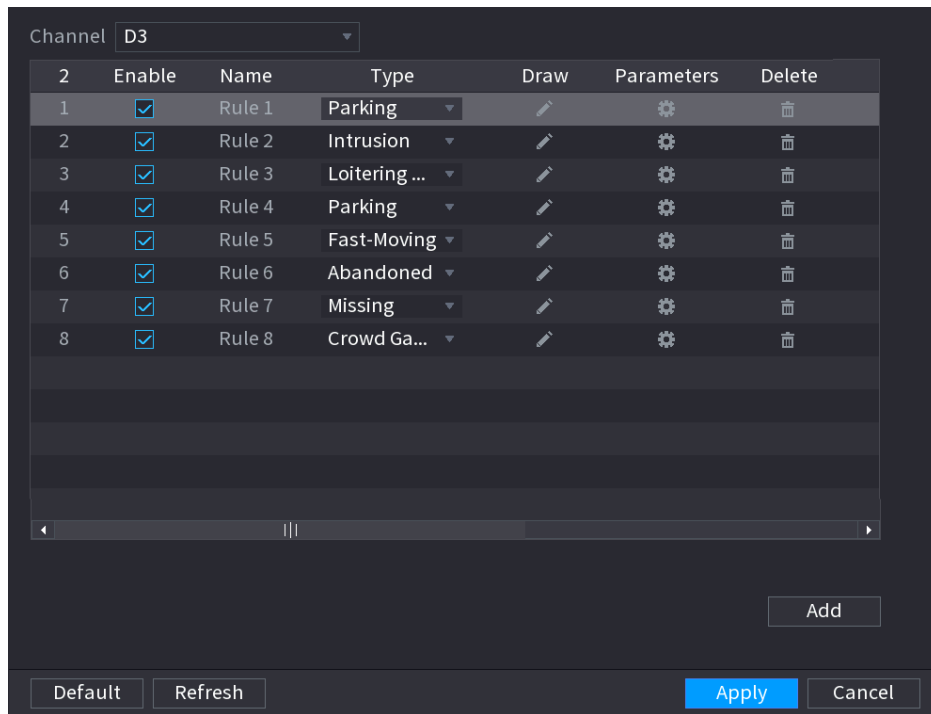 Channel D3
2 Enable Name Type Draw Parameters Delete
1 Rule 1 Parking
2 Rule 2 Intrusion
3 Rule 3 Loitering ...
4 Rule 4 Parking
5 Rule 5 Fast-Moving
6 Rule 6 Abandoned
7 Rule 7 Missing
8 Rule 8 Crowd Ga...
Add
Default Refresh Apply Cancel